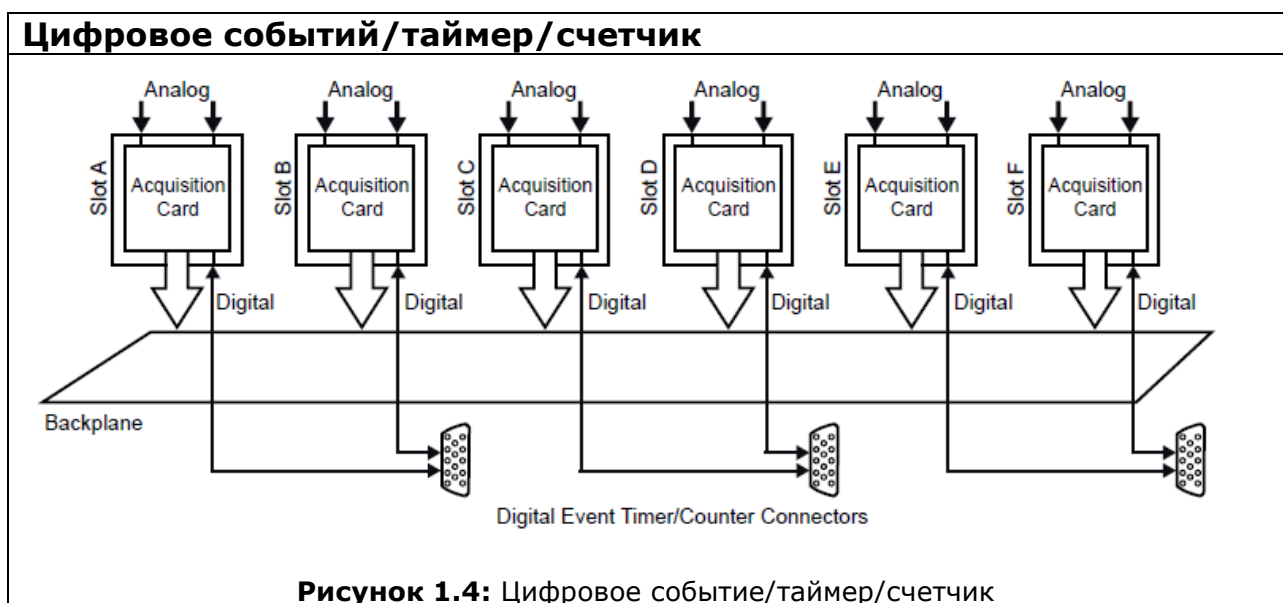 Цифровое событий/таймер/счетчик
Analog Analog Analog Analog Analog Analog
Slot A Slot B Slot C Slot D Slot E Slot F
Acquisition Acquisition Acquisition Acquisition Acquisition Acquisition
Card Card Card Card Card Card
Digital Digital Digital Digital Digital Digital
Backplane
Digital Event Timer/Counter Connectors
Рисунок 1.4: Цифровое событие/таймер/счетчик